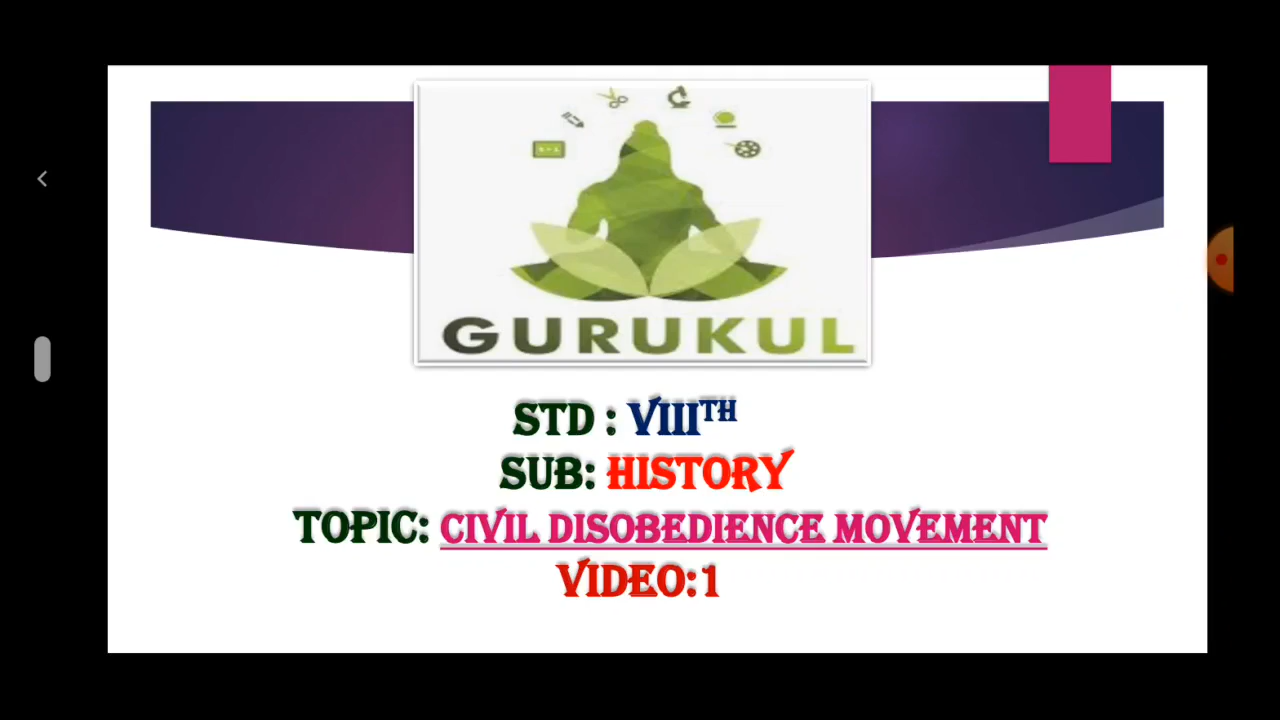 GURUKUL
STD : VIIITH
SUB: HISTORY
TOPIC: CIVIL DISOBEDIENCE MOVEMENT
VIDEO:1